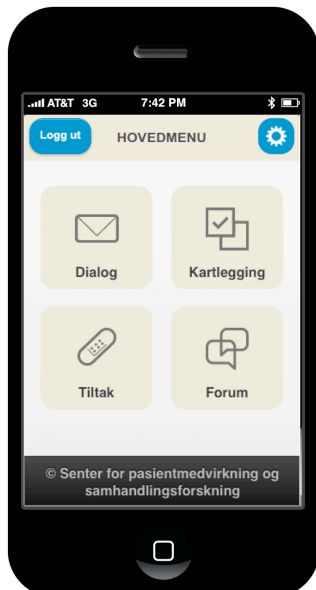 AT&T 3G 7:42 PM
Logg ut HOVEDMENU
Dialog Kartlegging
Tiltak Forum
© Senter for pasientmedvirkning og
samhandlingsforskning